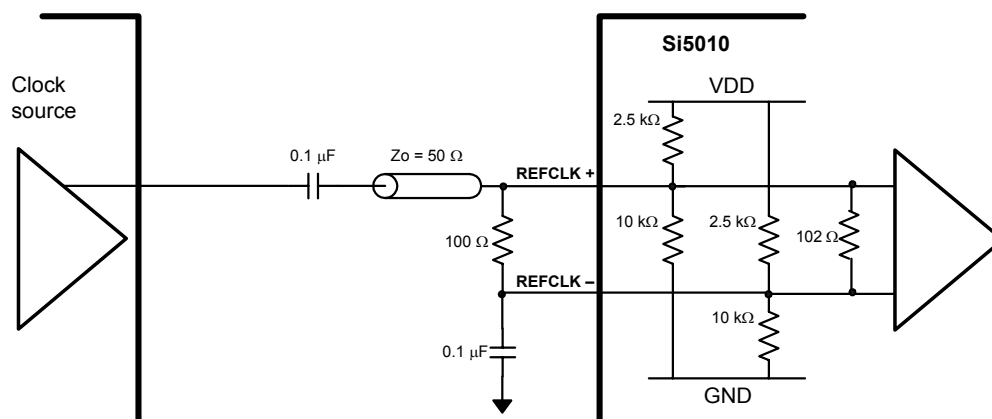 Si5010
Clock
source
VDD
2.5 kΩ
0.1 μF
Zo = 50 Ω
REFCLK +
100 Ω
10 kΩ
2.5 kΩ
102 Ω
REFCLK –
10 kΩ
0.1 μF
GND